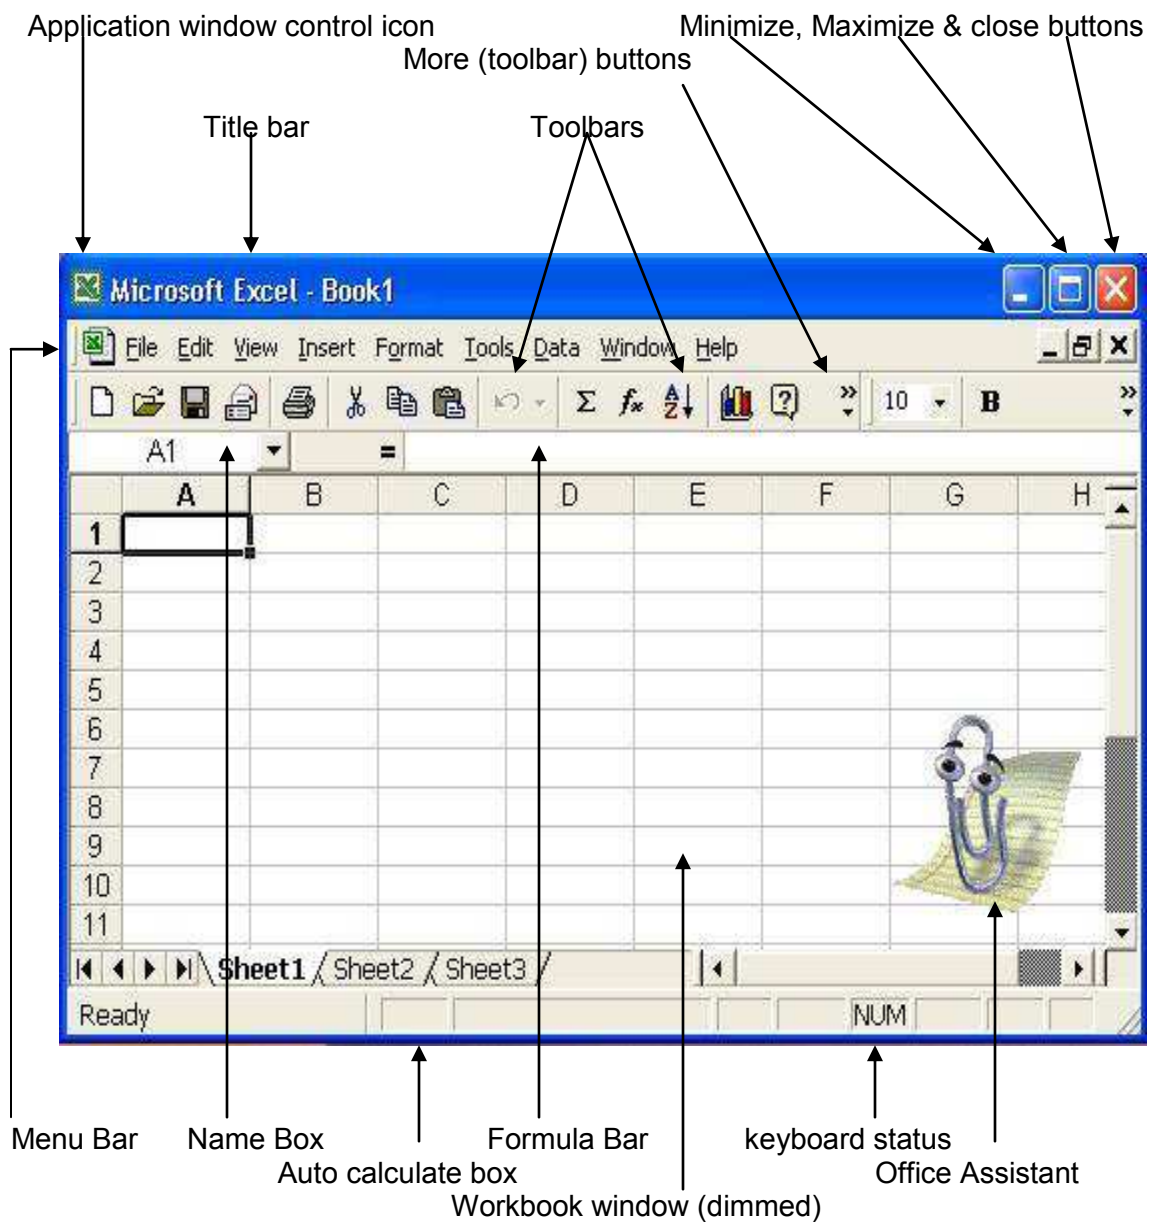 Application window control icon
Minimize, Maximize & close buttons
More (toolbar) buttons
Title bar
Toolbars
Microsoft Excel - Book1
File Edit View Insert Format Tools Data Window Help
Σ fx A Z ? » 10 B »
A1 =
A B C D E F G H
1
2
3
4
5
6
7
8
9
10
11
Sheet1 Sheet2 Sheet3
Ready NUM
Menu Bar Name Box Formula Bar keyboard status
Auto calculate box Office Assistant
Workbook window (dimmed)